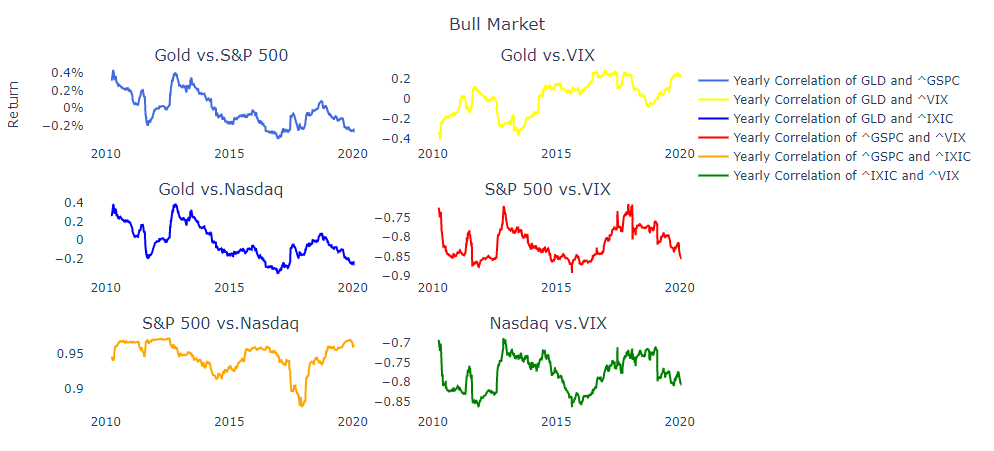 Bull Market
Gold vs.S&P 500
Gold vs.VIX
Return
0.4%
0.2%
0%
−0.2%
2010
2015
2020
0.2
0
−0.2
−0.4
2010
2015
2020
Yearly Correlation of GLD and ^GSPC
Yearly Correlation of GLD and ^VIX
Yearly Correlation of GLD and ^IXIC
Yearly Correlation of ^GSPC and ^VIX
Yearly Correlation of ^GSPC and ^IXIC
Yearly Correlation of ^IXIC and ^VIX
Gold vs.Nasdaq
S&P 500 vs.VIX
0.4
0.2
0
−0.2
2010
2015
2020
−0.75
−0.8
−0.85
−0.9
2010
2015
2020
S&P 500 vs.Nasdaq
Nasdaq vs.VIX
0.95
0.9
2010
2015
2020
−0.7
−0.75
−0.8
−0.85
2010
2015
2020